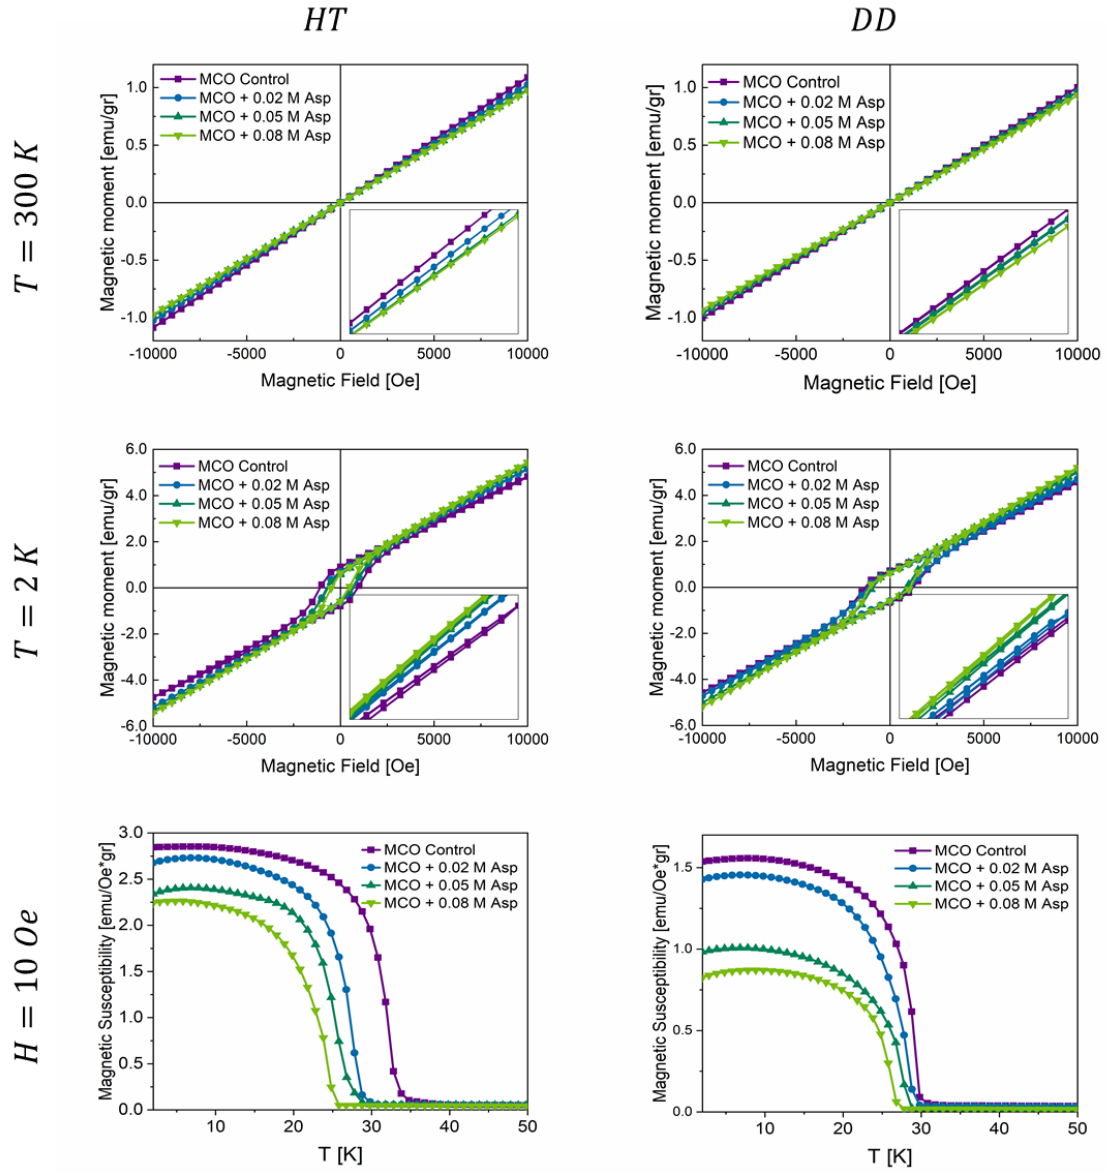 HT
DD
T = 300 K
Magnetic moment [emu/gr]
1.0
0.5
0.0
-0.5
-1.0
MCO Control
MCO + 0.02 M Asp
MCO + 0.05 M Asp
MCO + 0.08 M Asp
-10000 -5000 0 5000 10000
Magnetic Field [Oe]
Magnetic moment [emu/gr]
1.0
0.5
0.0
-0.5
-1.0
MCO Control
MCO + 0.02 M Asp
MCO + 0.05 M Asp
MCO + 0.08 M Asp
-10000 -5000 0 5000 10000
Magnetic Field [Oe]
T = 2 K
Magnetic moment [emu/gr]
6.0
4.0
2.0
0.0
-2.0
-4.0
-6.0
MCO Control
MCO + 0.02 M Asp
MCO + 0.05 M Asp
MCO + 0.08 M Asp
-10000 -5000 0 5000 10000
Magnetic Field [Oe]
Magnetic moment [emu/gr]
6.0
4.0
2.0
0.0
-2.0
-4.0
-6.0
MCO Control
MCO + 0.02 M Asp
MCO + 0.05 M Asp
MCO + 0.08 M Asp
-10000 -5000 0 5000 10000
Magnetic Field [Oe]
H = 10 Oe
Magnetic Susceptibility [emu/Oe*gr]
3.0
2.5
2.0
1.5
1.0
0.5
0.0
MCO Control
MCO + 0.02 M Asp
MCO + 0.05 M Asp
MCO + 0.08 M Asp
10 20 30 40 50
T [K]
Magnetic Susceptibility [emu/Oe*gr]
1.5
1.0
0.5
0.0
MCO Control
MCO + 0.02 M Asp
MCO + 0.05 M Asp
MCO + 0.08 M Asp
10 20 30 40 50
T [K]